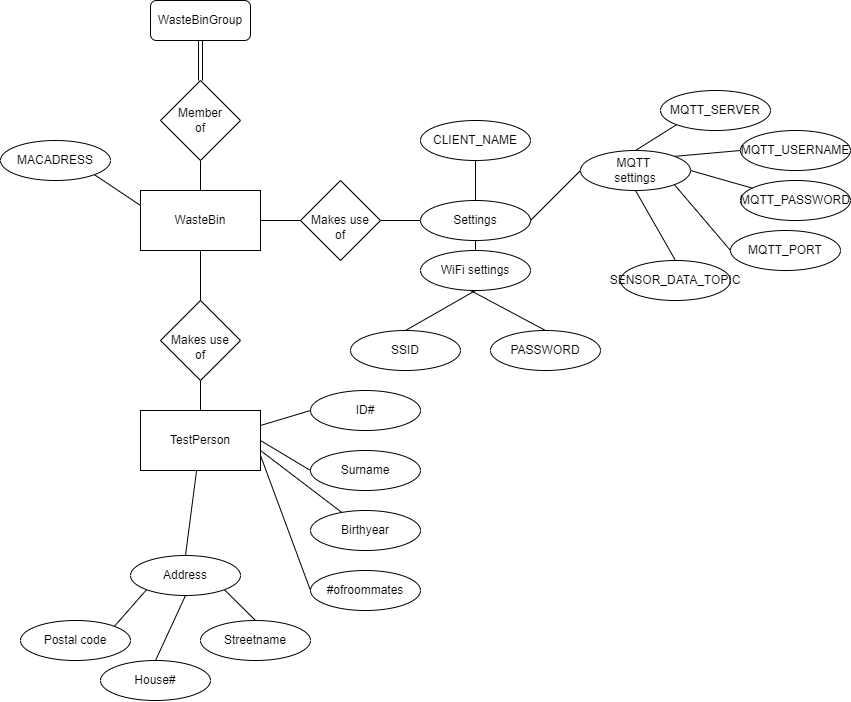 WasteBinGroup
Member
of
MACADRESS
WasteBin
Makes use
of
CLIENT_NAME
Settings
WiFi settings
SSID
PASSWORD
MQTT
settings
MQTT_SERVER
MQTT_USERNAME
MQTT_PASSWORD
MQTT_PORT
SENSOR_DATA_TOPIC
Makes use
of
TestPerson
ID#
Surname
Birthyear
#ofroommates
Address
Postal code
House#
Streetname